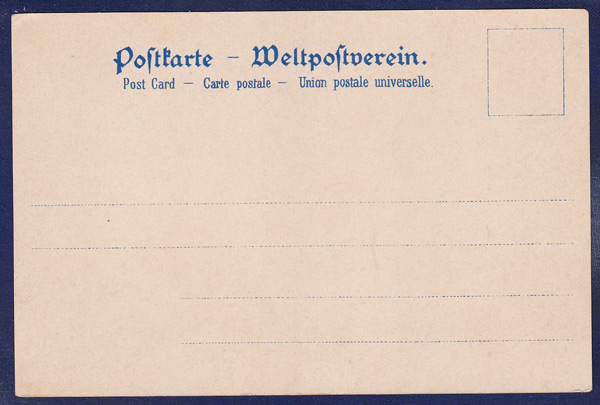 Poſtkarte – Weltpoſtverein.
Post Card — Carte postale — Union postale universelle.